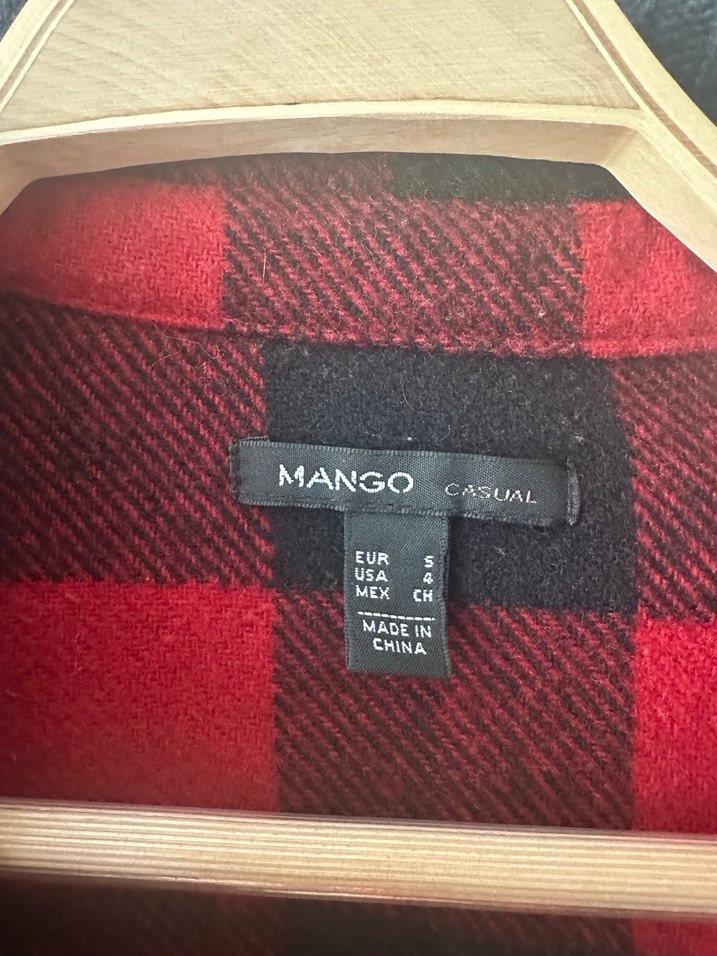 MANGO CASUAL
EUR S
USA 4
MEX CH
MADE IN
CHINA